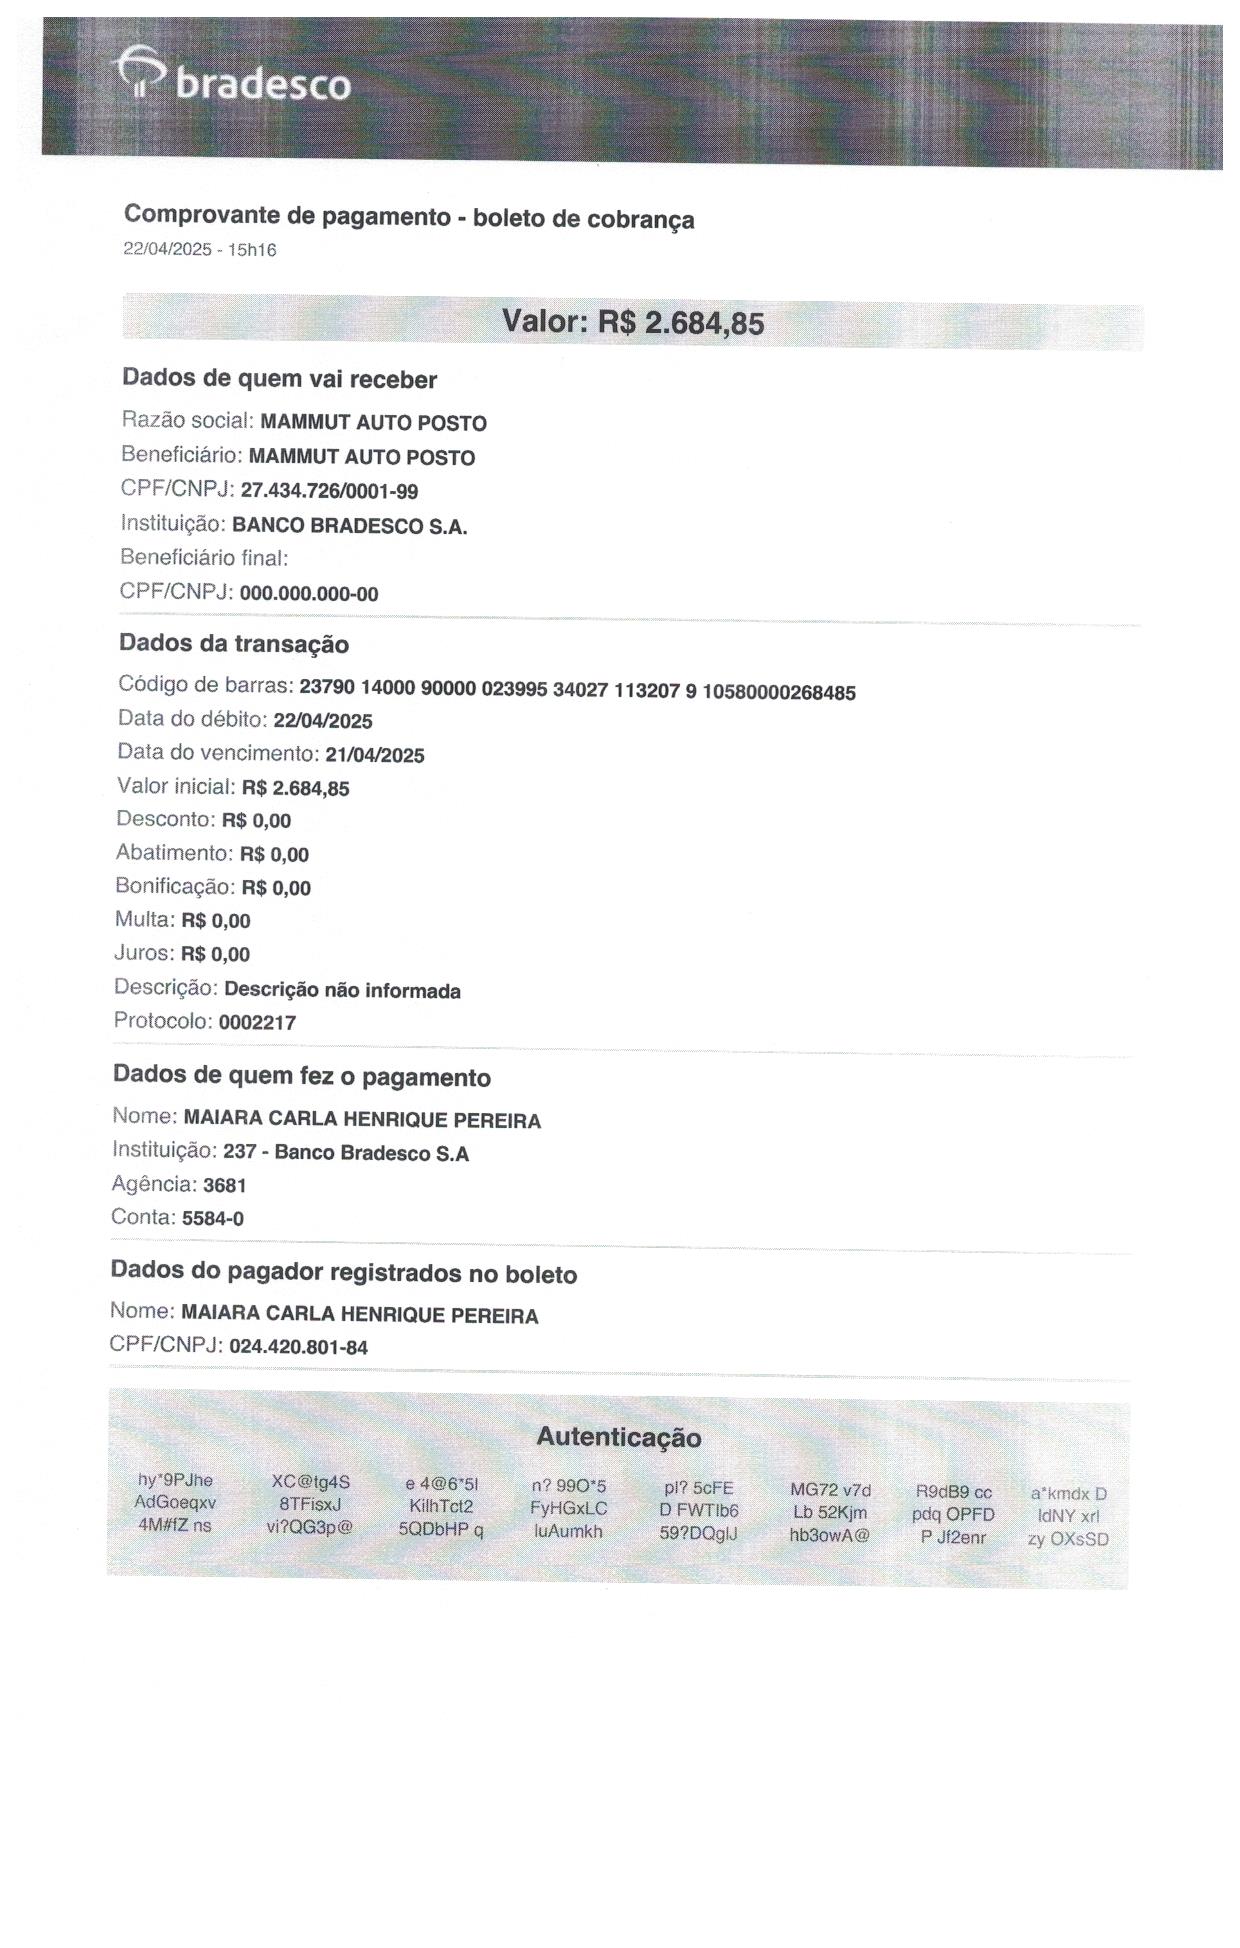 bradesco
Comprovante de pagamento - boleto de cobrança
22/04/2025 - 15h16
Valor: R$ 2.684,85
Dados de quem vai receber
Razão social: MAMMUT AUTO POSTO
Beneficiário: MAMMUT AUTO POSTO
CPF/CNPJ: 27.434.726/0001-99
Instituição: BANCO BRADESCO S.A.
Beneficiário final:
CPF/CNPJ: 000.000.000-00
Dados da transação
Código de barras: 23790 14000 90000 023995 34027 113207 9 10580000268485
Data do débito: 22/04/2025
Data do vencimento: 21/04/2025
Valor inicial: R$ 2.684,85
Desconto: R$ 0,00
Abatimento: R$ 0,00
Bonificação: R$ 0,00
Multa: R$ 0,00
Juros: R$ 0,00
Descrição: Descrição não informada
Protocolo: 0002217
Dados de quem fez o pagamento
Nome: MAIARA CARLA HENRIQUE PEREIRA
Instituição: 237 - Banco Bradesco S.A
Agência: 3681
Conta: 5584-0
Dados do pagador registrados no boleto
Nome: MAIARA CARLA HENRIQUE PEREIRA
CPF/CNPJ: 024.420.801-84
Autenticação
hy*9PJhe XC@tg4S e 4@6*5I n? 99O*5 pI? 5cFE MG72 v7d R9dB9 cc a*kmdx D
AdGoeqxv 8TFisxJ KilhTct2 FyHGxLC D FWTIb6 Lb 52Kjm pdq OPFD IdNY xrI
4M#fZ ns vi?QG3p@ 5QDbHP q luAumkh 59?DQgIJ hb3owA@ P Jf2enr zy OXsSD